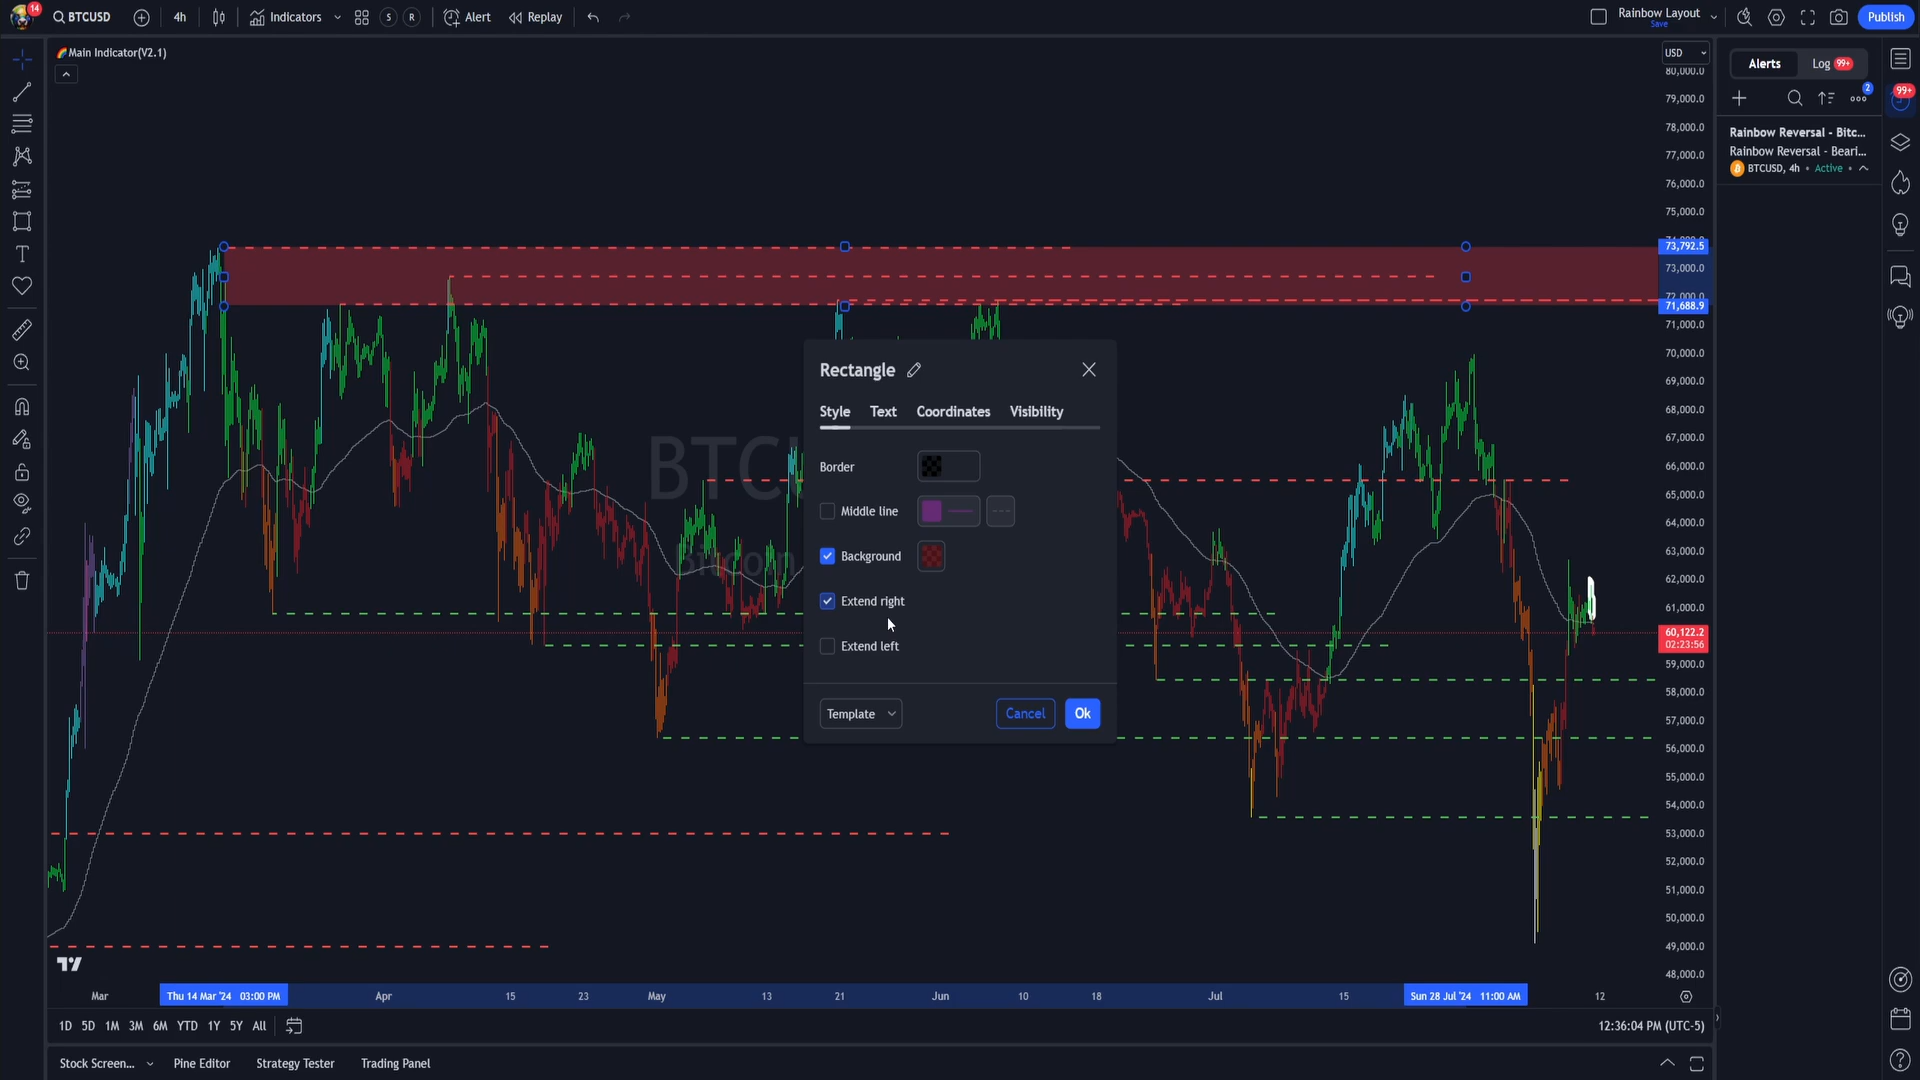 14
BTCUSD
4h
Indicators
S
R
Alert
Replay
Rainbow Layout
Save
Publish
Main Indicator(V2.1)
USD
Alerts
Log 99+
2
99+
Rainbow Reversal - Bitc...
Rainbow Reversal - Beari...
BTCUSD, 4h • Active •
80,000.0
79,000.0
78,000.0
77,000.0
76,000.0
75,000.0
73,792.5
73,000.0
71,688.9
71,000.0
70,000.0
69,000.0
68,000.0
67,000.0
66,000.0
65,000.0
64,000.0
63,000.0
62,000.0
61,000.0
60,122.2
02:23:56
59,000.0
58,000.0
57,000.0
56,000.0
55,000.0
54,000.0
53,000.0
52,000.0
51,000.0
50,000.0
49,000.0
48,000.0
Rectangle
Style
Text
Coordinates
Visibility
Border
Middle line
Background
Extend right
Extend left
Template
Cancel
Ok
Mar
Thu 14 Mar '24 03:00 PM
Apr
15
23
May
13
21
Jun
10
18
Jul
15
Sun 28 Jul '24 11:00 AM
12
1D
5D
1M
3M
6M
YTD
1Y
5Y
All
12:36:04 PM (UTC-5)
Stock Screen...
Pine Editor
Strategy Tester
Trading Panel